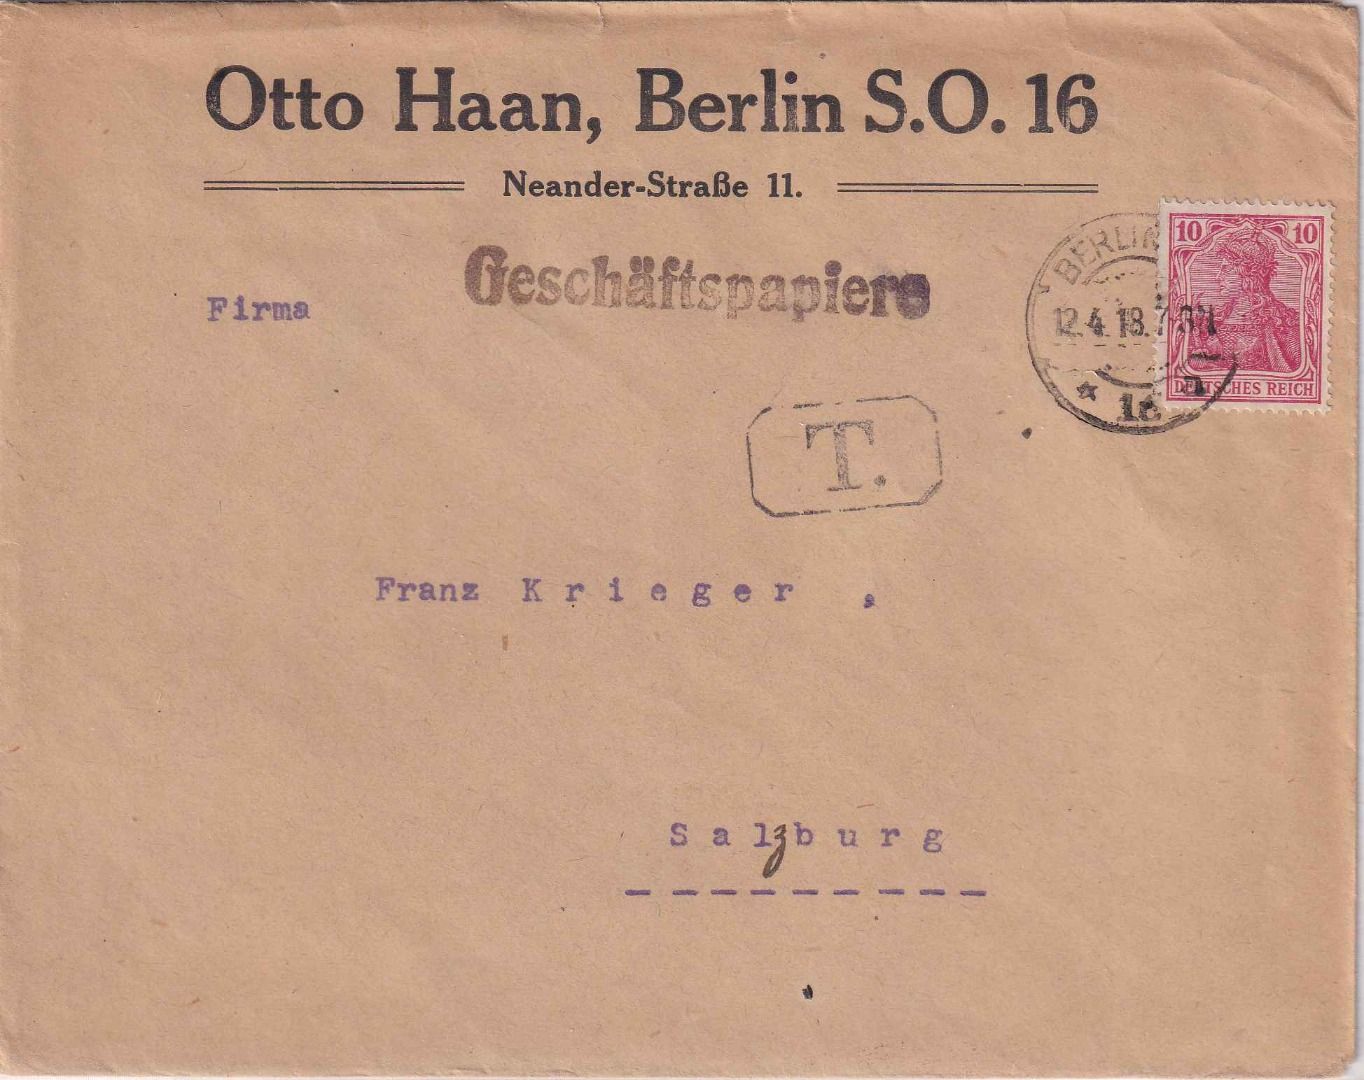 Otto Haan, Berlin S.O. 16
Neander-Straße 11.
Geschäftspapiere
Firma
BERLIN
12.4.18.7
10 10
DEUTSCHES REICH
T.
Franz Krieger,
Salzburg